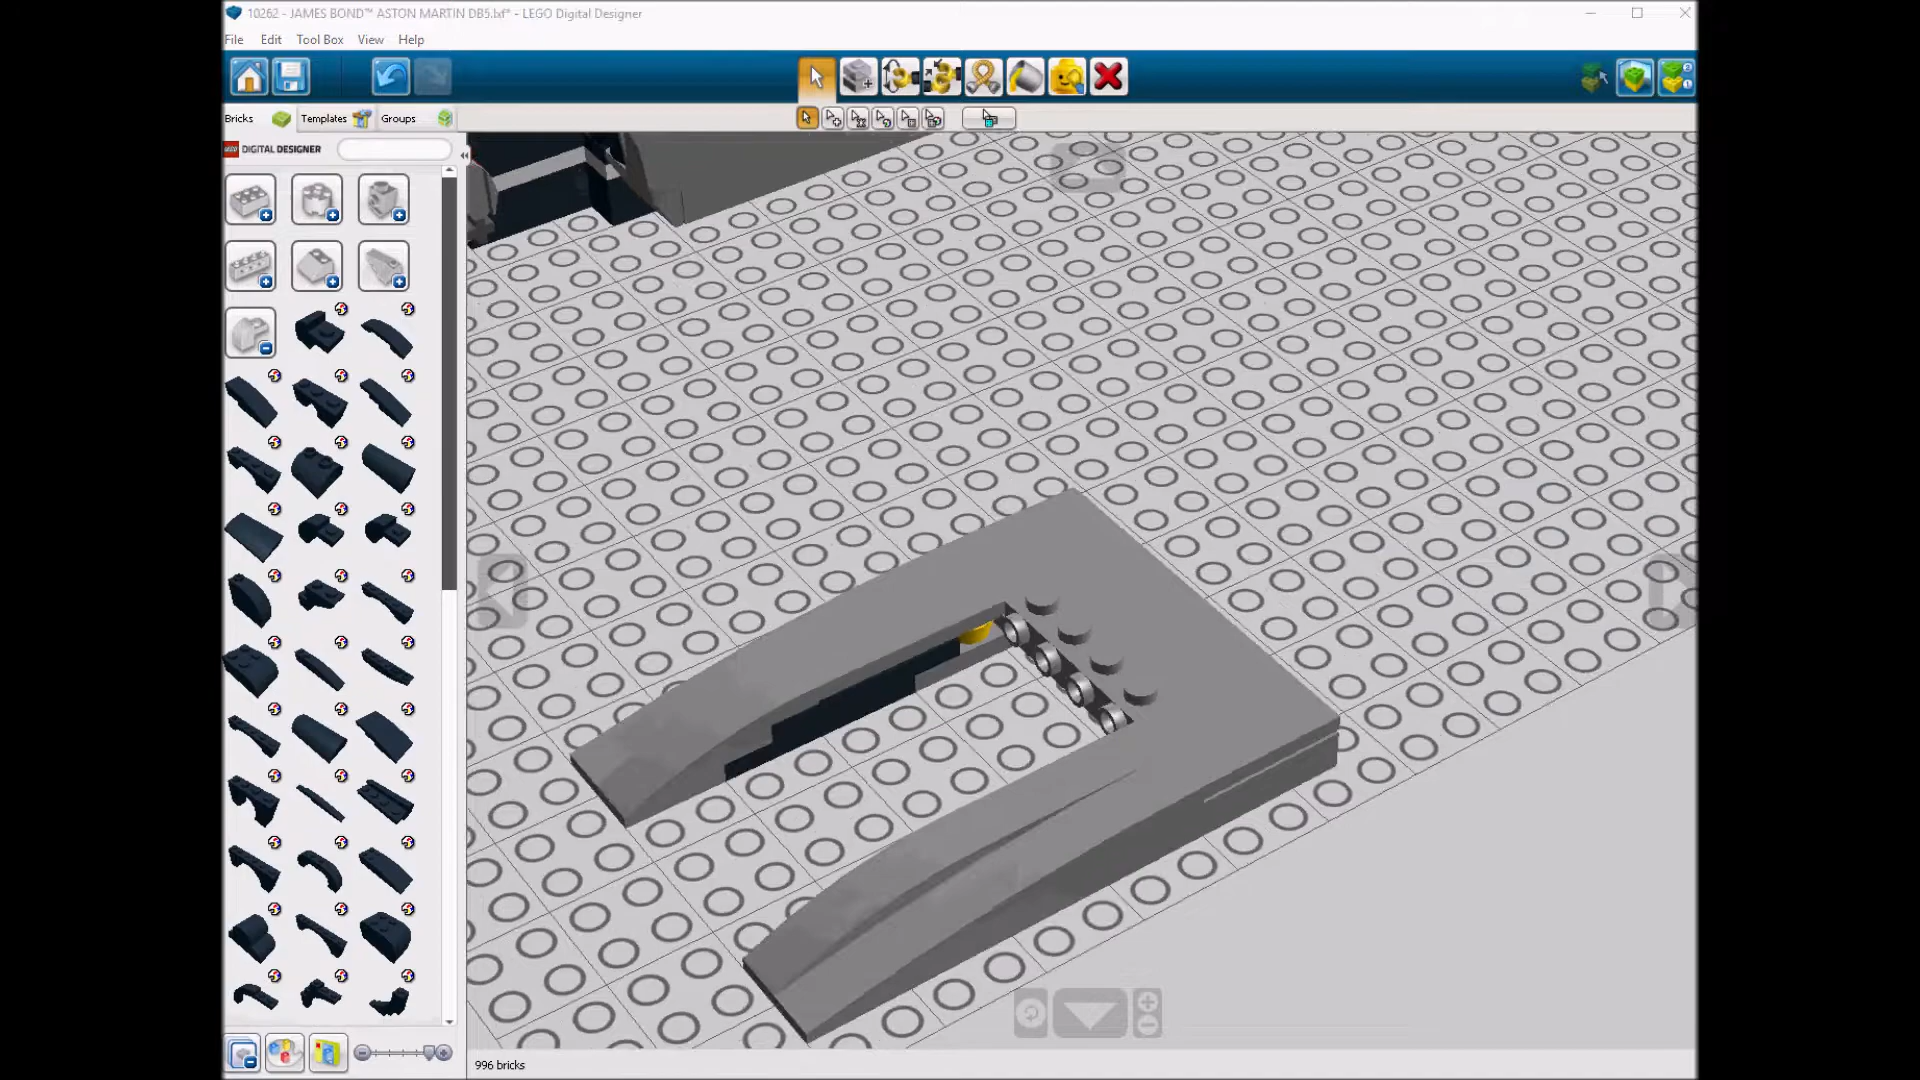 10262 - JAMES BOND™ ASTON MARTIN DB5.lxf* - LEGO Digital Designer
File Edit Tool Box View Help
Bricks Templates Groups
LEGO DIGITAL DESIGNER
996 bricks